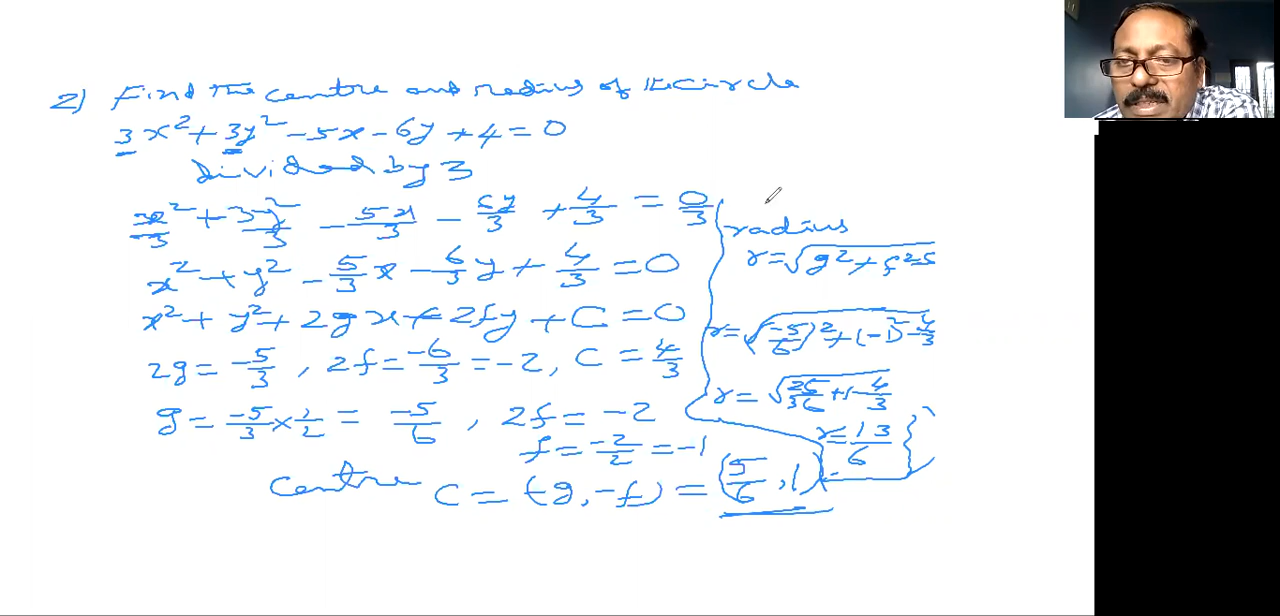 2) Find the centre and radius of the circle
3x² + 3y² - 5x - 6y + 4 = 0
Divided by 3
3x²/3 + 3y²/3 - 5x/3 - 6y/3 + 4/3 = 0/3
x² + y² - 5/3 x - 6/3 y + 4/3 = 0
x² + y² + 2gx + 2fy + C = 0
2g = -5/3 , 2f = -6/3 = -2, C = 4/3
g = -5/3 × 1/2 = -5/6 , 2f = -2
f = -2/2 = -1
Centre C = (-g, -f) = (5/6, 1)
radius
r = √g² + f² - c
r = √(-5/6)² + (-1)² - 4/3
r = √25/36 + 1 - 4/3
r = 13/6